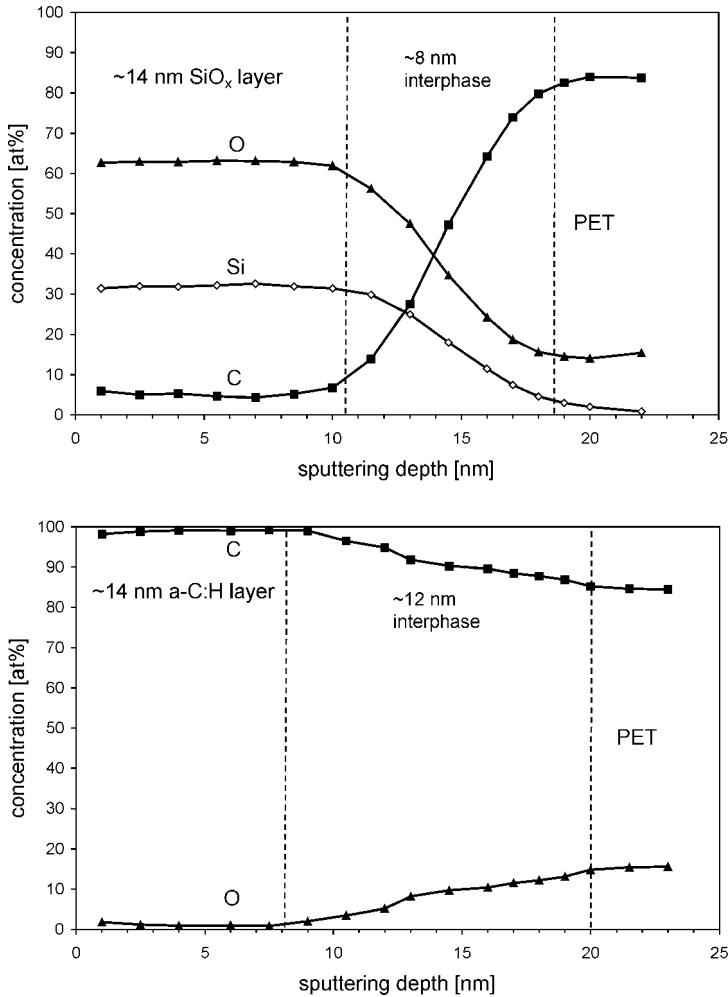 100
90
80
70
60
50
40
30
20
10
0
concentration [at%]
~14 nm SiOₓ layer
~8 nm
interphase
O
Si
C
PET
0 5 10 15 20 25
sputtering depth [nm]
100
90
80
70
60
50
40
30
20
10
0
concentration [at%]
C
~14 nm a-C:H layer
~12 nm
interphase
PET
O
0 5 10 15 20 25
sputtering depth [nm]